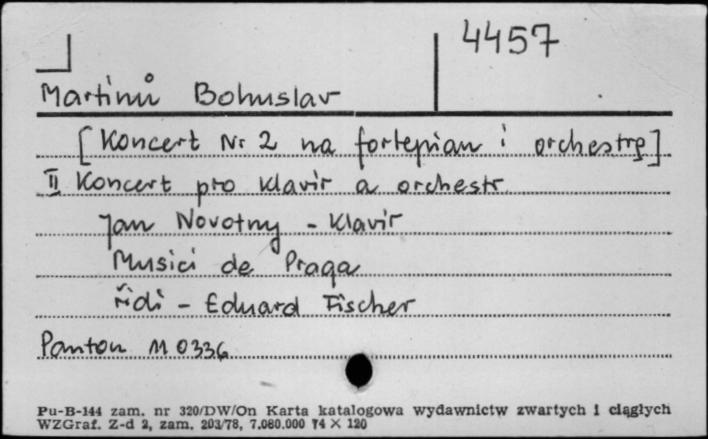 4457
Martinů Bohuslav
[Koncert Nr 2 na fortepian i orchestrę]
II Koncert pro klavír a orchestr
Jan Novotny - klavír
Musici de Praga
řídí - Eduard Fischer
Panton 11 0336
Pu-B-144 zam. nr 320/DW/On Karta katalogowa wydawnictw zwartych i ciągłych
WZGraf. Z-d 2, zam. 203/78, 7.080.000 74 X 120